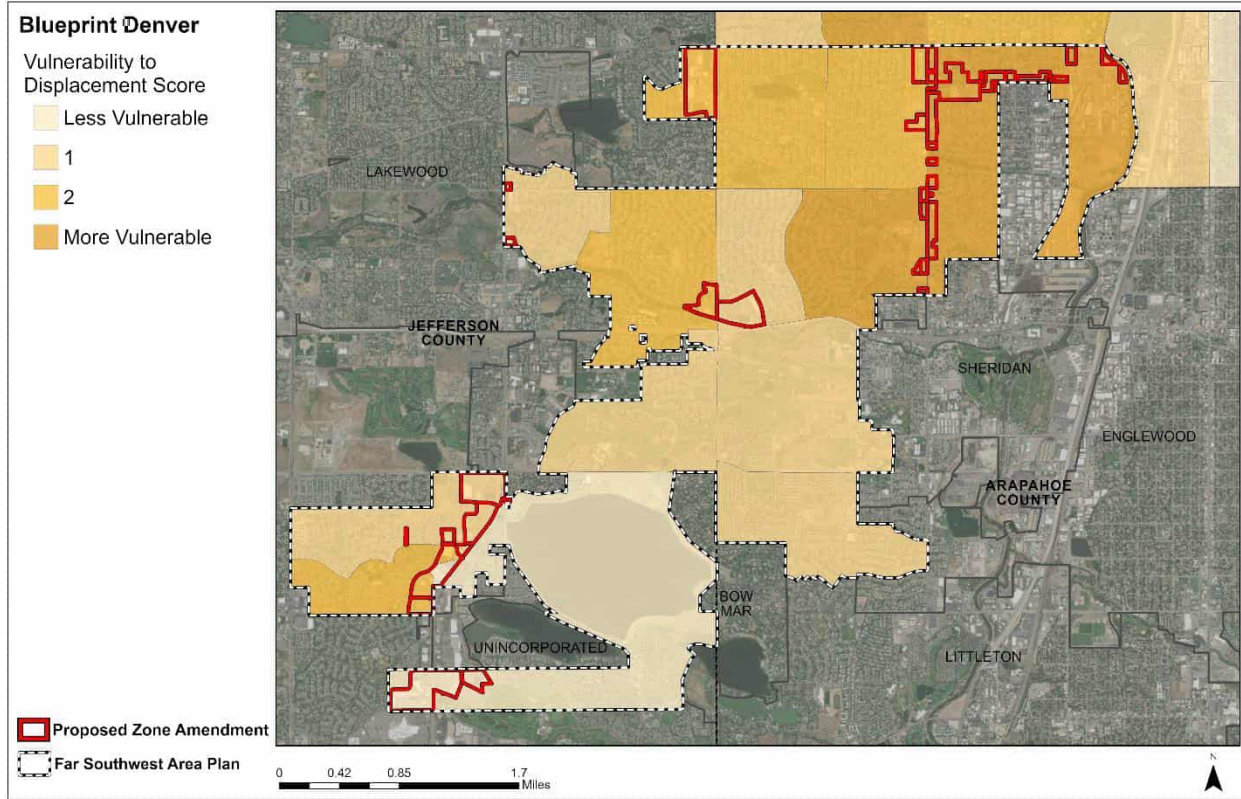 Blueprint Denver
Vulnerability to
Displacement Score
Less Vulnerable
1
2
More Vulnerable
LAKEWOOD
JEFFERSON
COUNTY
SHERIDAN
ENGLEWOOD
ARAPAHOE
COUNTY
BOW
MAR
UNINCORPORATED
LITTLETON
Proposed Zone Amendment
Far Southwest Area Plan
0 0.42 0.85 1.7
Miles
N